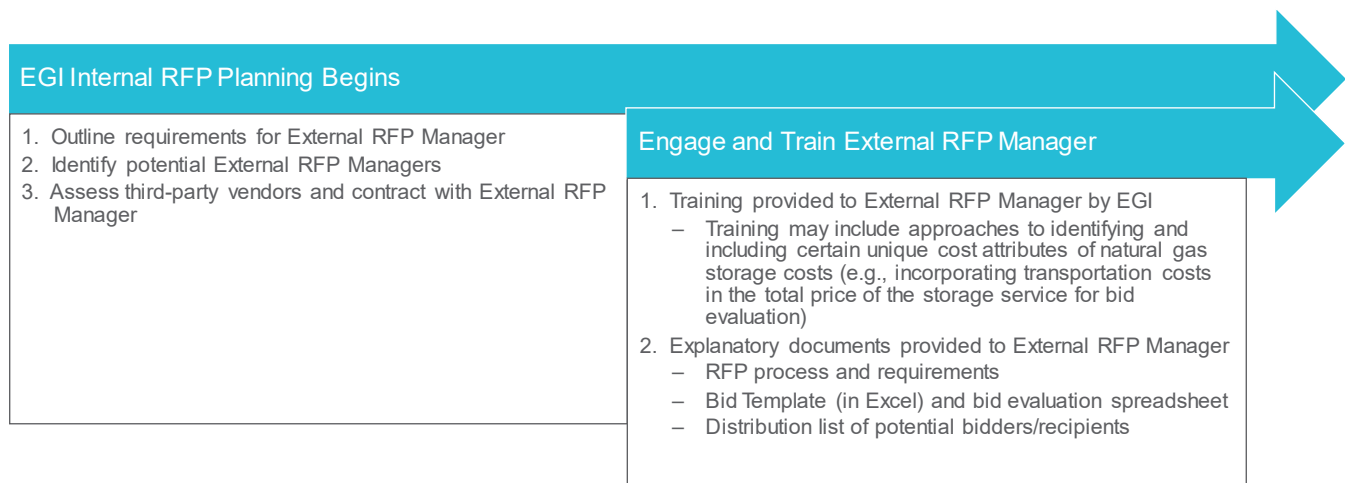 EGI Internal RFP Planning Begins
1. Outline requirements for External RFP Manager
2. Identify potential External RFP Managers
3. Assess third-party vendors and contract with External RFP
Manager
Engage and Train External RFP Manager
1. Training provided to External RFP Manager by EGI
– Training may include approaches to identifying and
including certain unique cost attributes of natural gas
storage costs (e.g., incorporating transportation costs
in the total price of the storage service for bid
evaluation)
2. Explanatory documents provided to External RFP Manager
– RFP process and requirements
– Bid Template (in Excel) and bid evaluation spreadsheet
– Distribution list of potential bidders/recipients